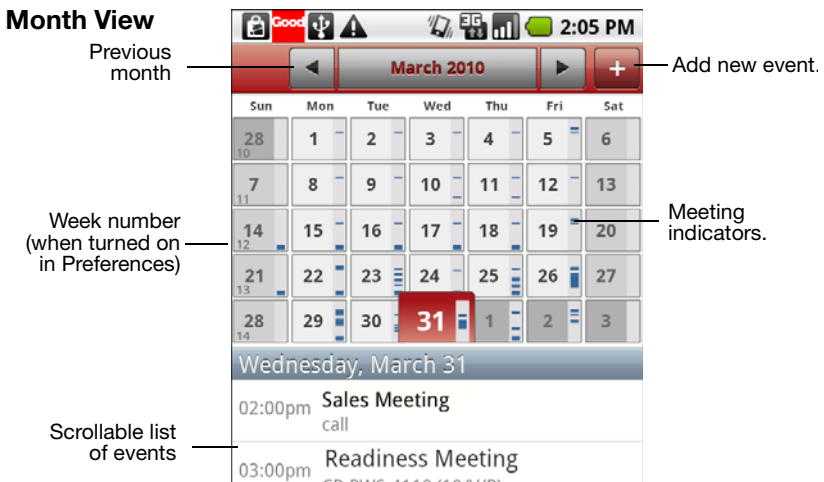 Month View
Good 3G 2:05 PM
Previous
month
March 2010
+
Add new event.
Sun Mon Tue Wed Thu Fri Sat
28 1 2 3 4 5 6
10
7 8 9 10 11 12 13
11
14 15 16 17 18 19 20
12
21 22 23 24 25 26 27
13
28 29 30 31 1 2 3
14
Week number
(when turned on
in Preferences)
Meeting
indicators.
Wednesday, March 31
02:00pm Sales Meeting
call
Scrollable list
of events
03:00pm Readiness Meeting